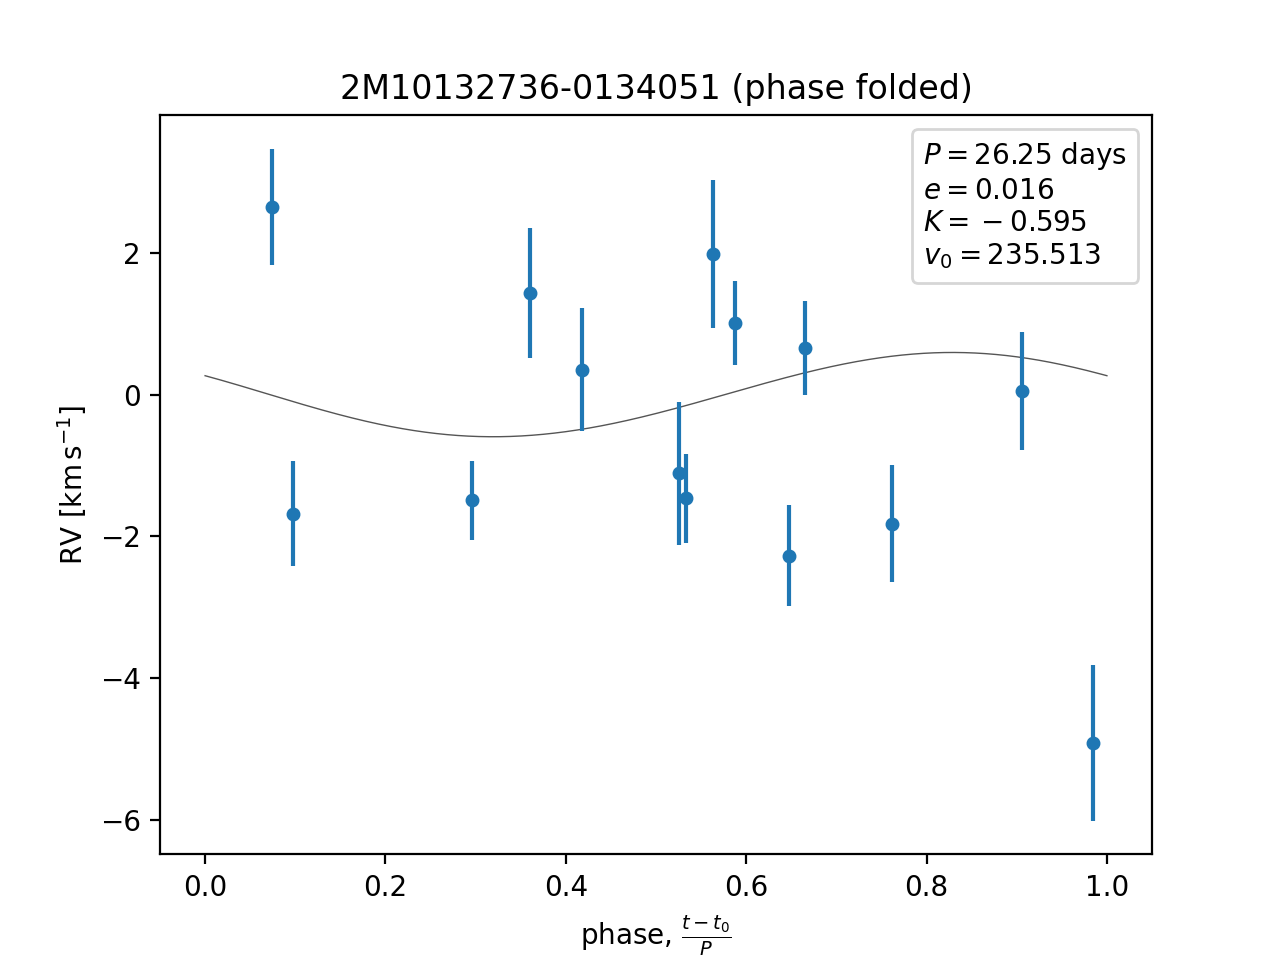 2M10132736-0134051 (phase folded)
P = 26.25 days
e = 0.016
K = −0.595
v₀ = 235.513
RV [km s⁻¹]
2
0
−2
−4
−6
0.0 0.2 0.4 0.6 0.8 1.0
phase, (t − t₀)/P